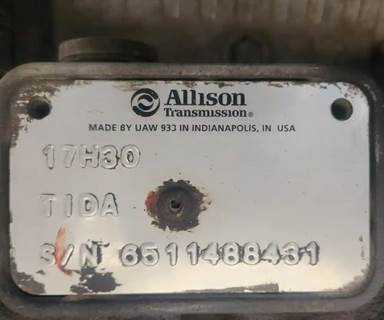 Allison
Transmission®
MADE BY UAW 933 IN INDIANAPOLIS, IN USA
17H30
TIDA
S/N 6511488431